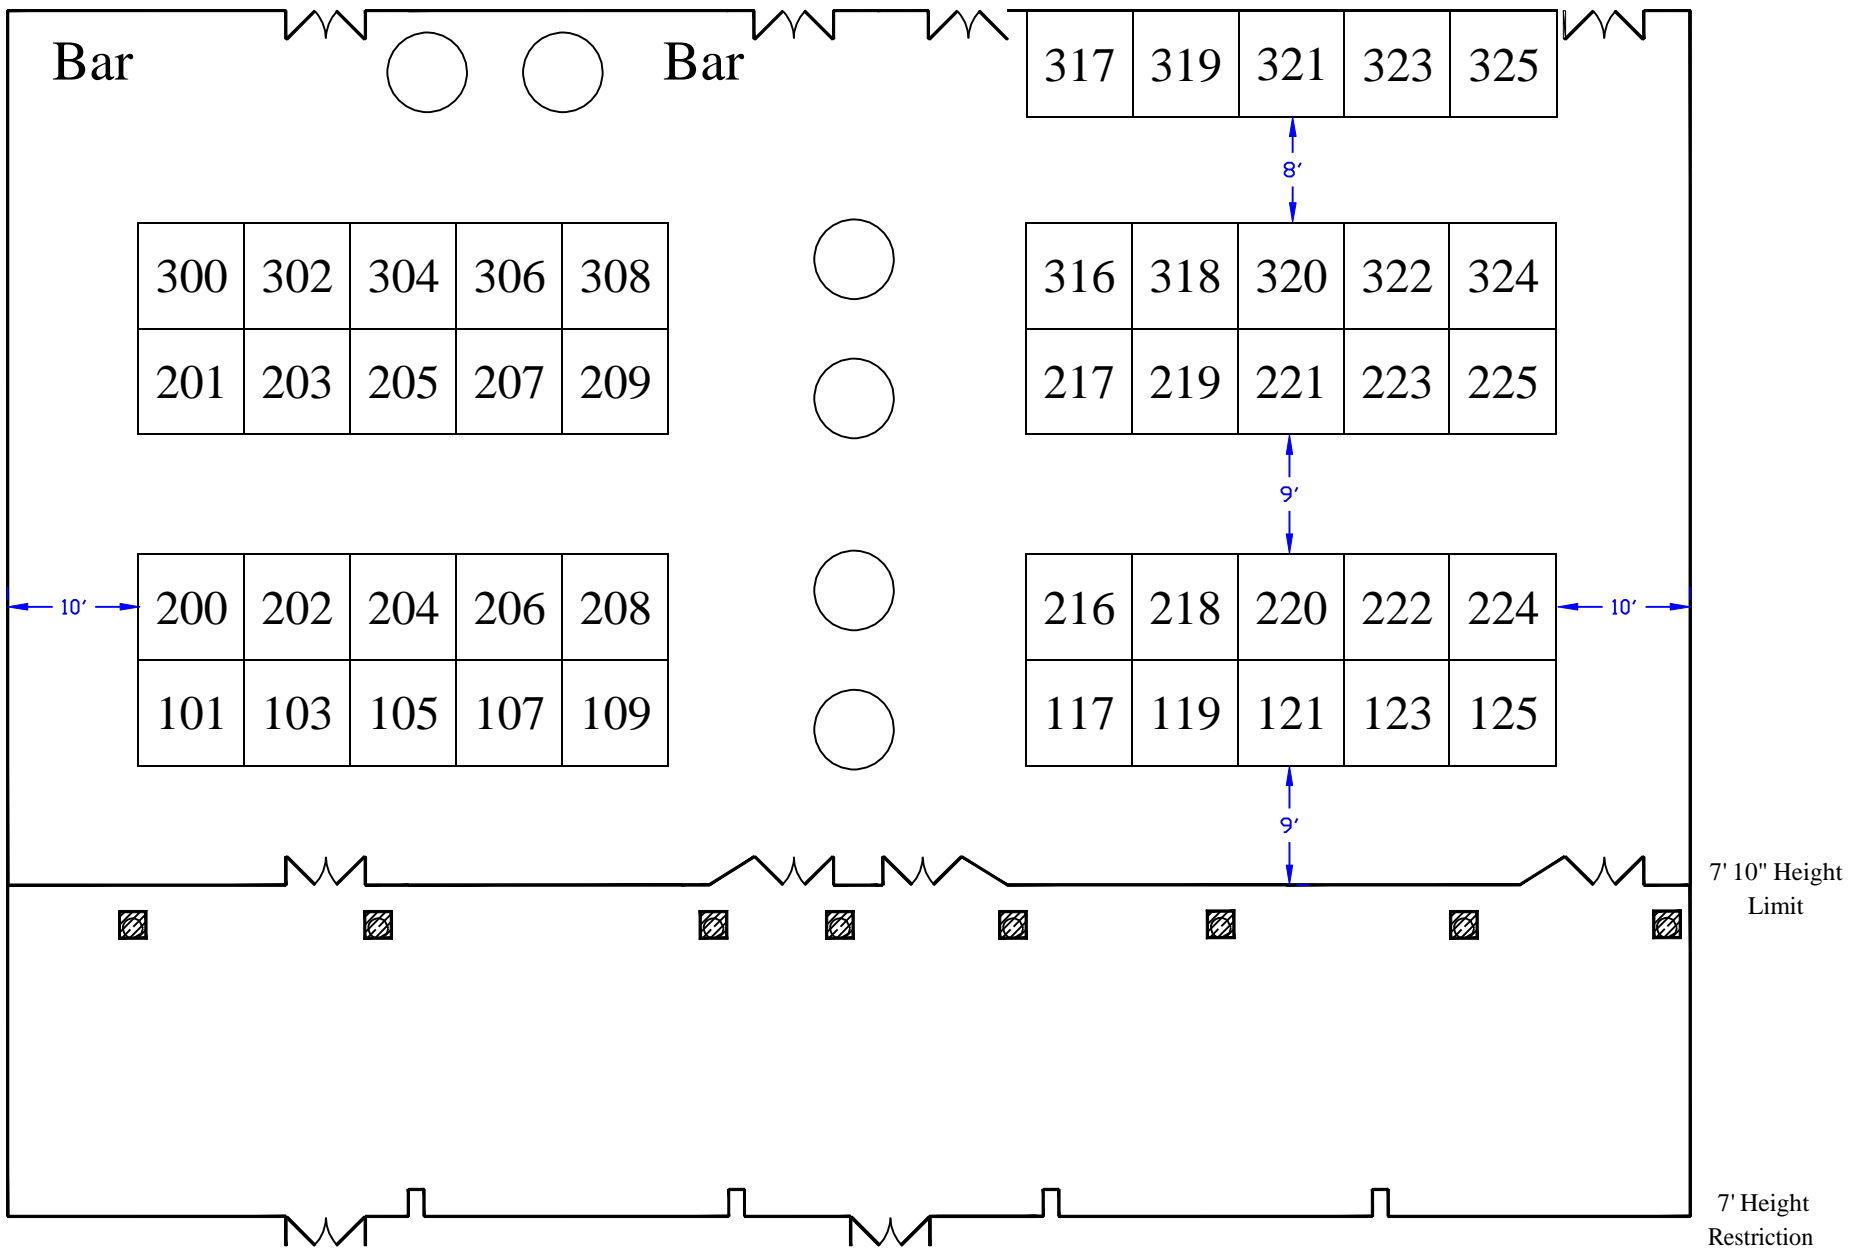 Bar Bar 317 319 321 323 325
8'
300 302 304 306 308 316 318 320 322 324
201 203 205 207 209 217 219 221 223 225
9'
10' 200 202 204 206 208 216 218 220 222 224 10'
101 103 105 107 109 117 119 121 123 125
9'
7' 10" Height
Limit
7' Height
Restriction